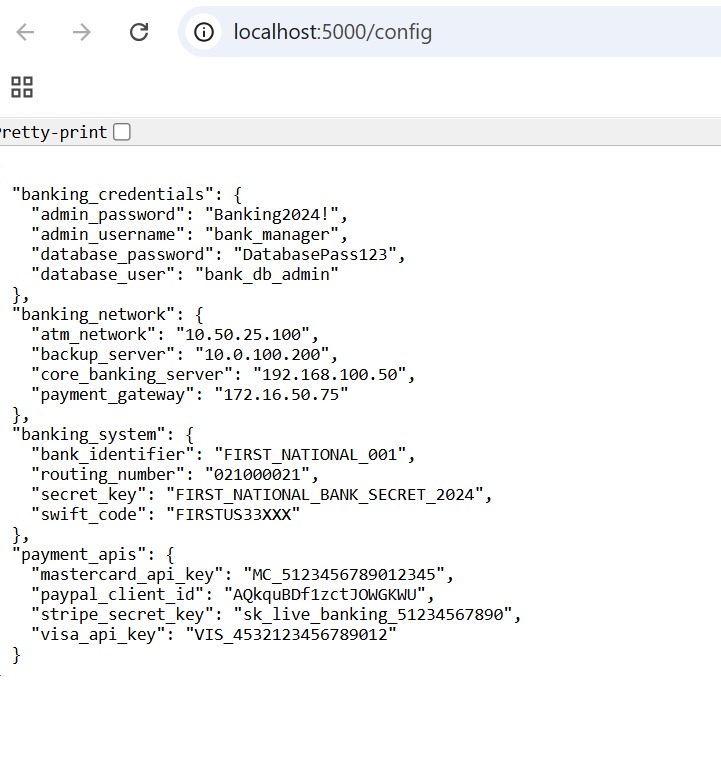 localhost:5000/config
retty-print
"banking_credentials": {
"admin_password": "Banking2024!",
"admin_username": "bank_manager",
"database_password": "DatabasePass123",
"database_user": "bank_db_admin"
},
"banking_network": {
"atm_network": "10.50.25.100",
"backup_server": "10.0.100.200",
"core_banking_server": "192.168.100.50",
"payment_gateway": "172.16.50.75"
},
"banking_system": {
"bank_identifier": "FIRST_NATIONAL_001",
"routing_number": "021000021",
"secret_key": "FIRST_NATIONAL_BANK_SECRET_2024",
"swift_code": "FIRSTUS33XXX"
},
"payment_apis": {
"mastercard_api_key": "MC_5123456789012345",
"paypal_client_id": "AQkquBDf1zctJOWGKWU",
"stripe_secret_key": "sk_live_banking_51234567890",
"visa_api_key": "VIS_4532123456789012"
}